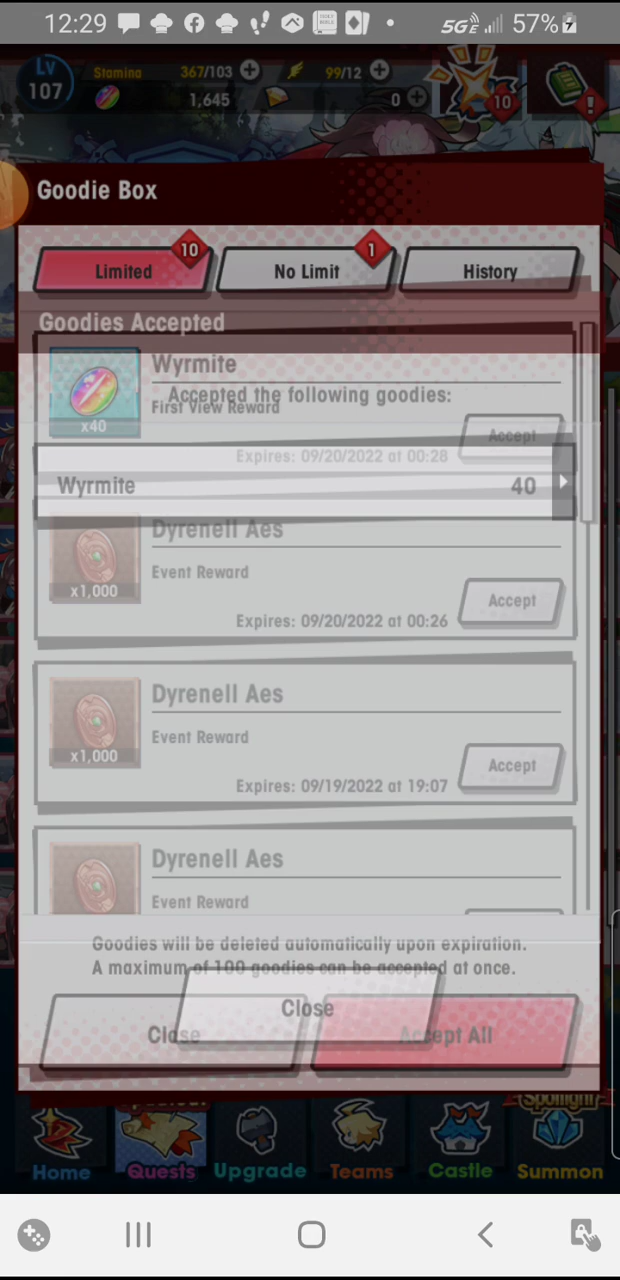 12:29
5GE 57%
Lv
107
Stamina 367/103
99/12
1,645
0
10
!
Goodie Box
10
1
Limited
No Limit
History
Goodies Accepted
Wyrmite
Accepted the following goodies:
First View Reward
x40
Accept
Expires: 09/20/2022 at 00:28
Wyrmite
40
Dyrenell Aes
Event Reward
x1,000
Accept
Expires: 09/20/2022 at 00:26
Dyrenell Aes
Event Reward
x1,000
Accept
Expires: 09/19/2022 at 19:07
Dyrenell Aes
Event Reward
Goodies will be deleted automatically upon expiration.
A maximum of 100 goodies can be accepted at once.
Close
Close
Accept All
Spotlight
Home
Quests
Upgrade
Teams
Castle
Summon